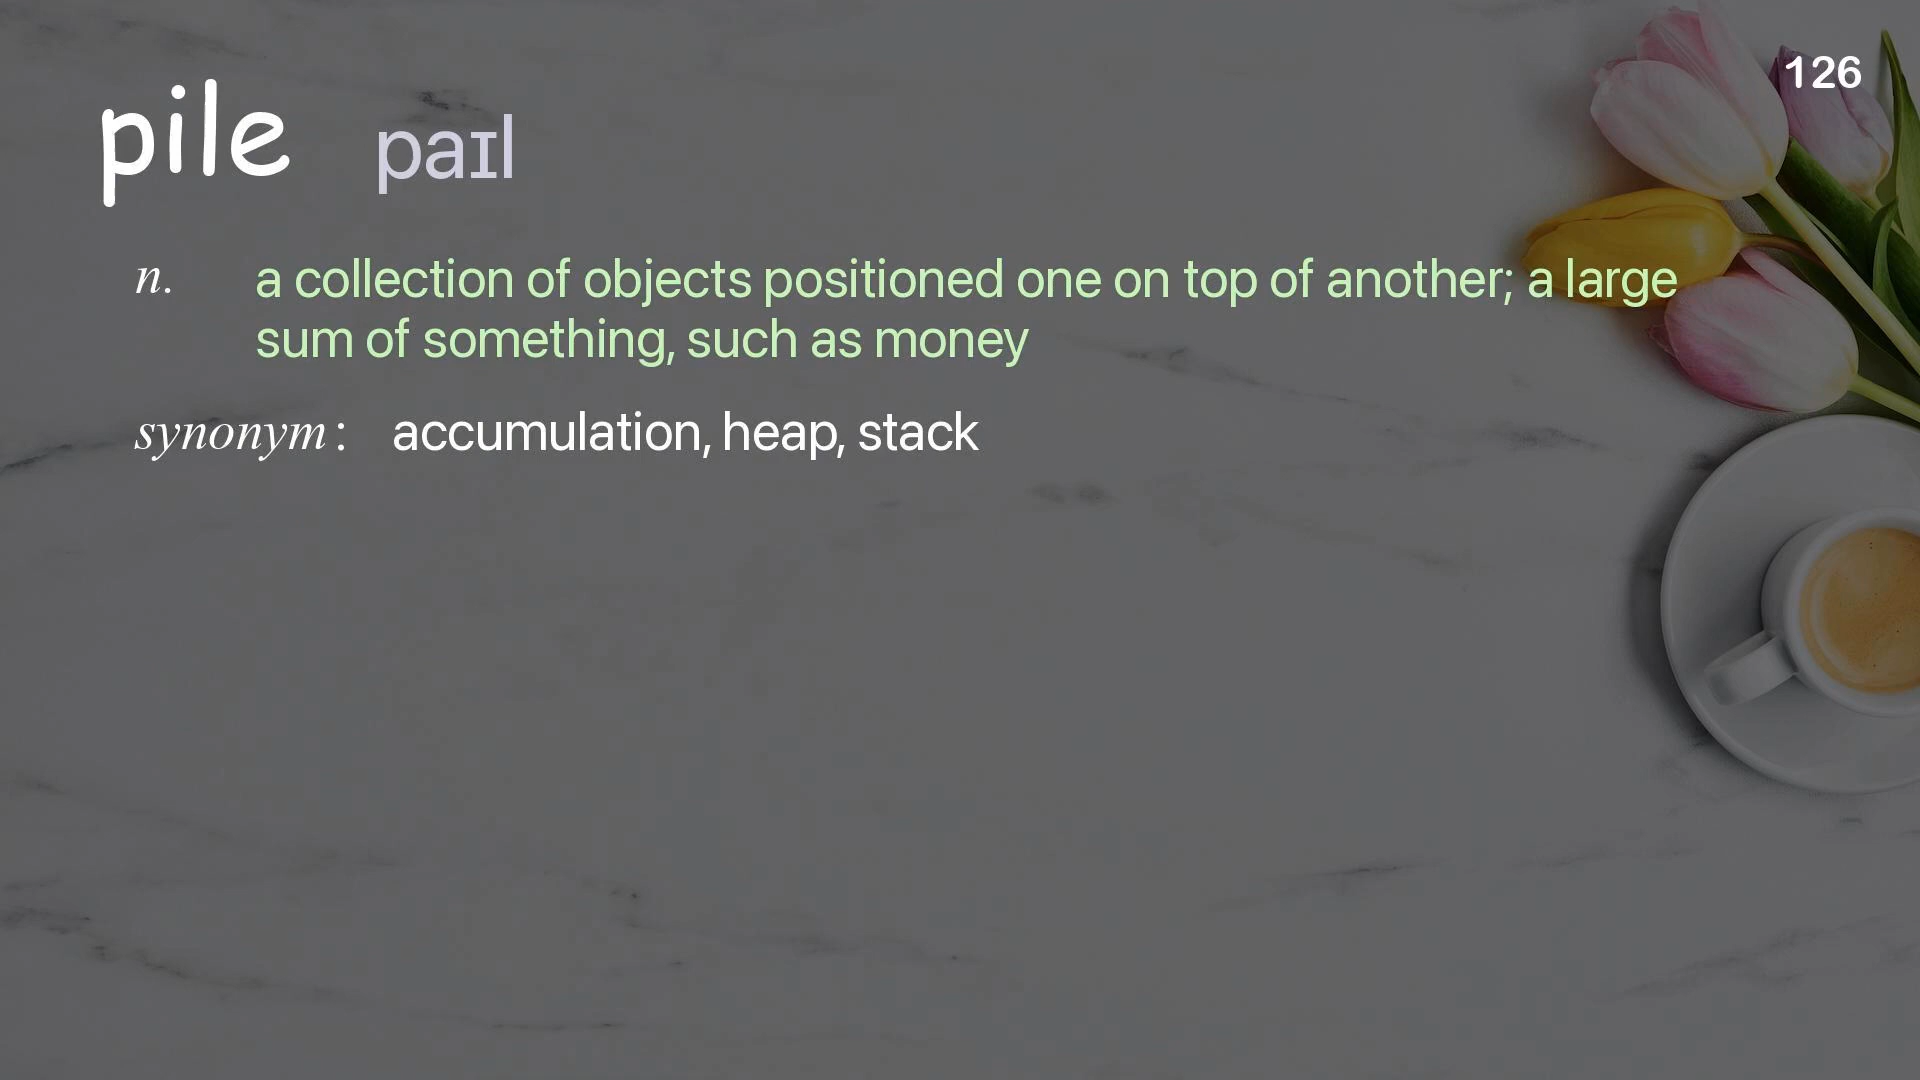 126
pile paɪl
n. a collection of objects positioned one on top of another; a large
sum of something, such as money
synonym: accumulation, heap, stack